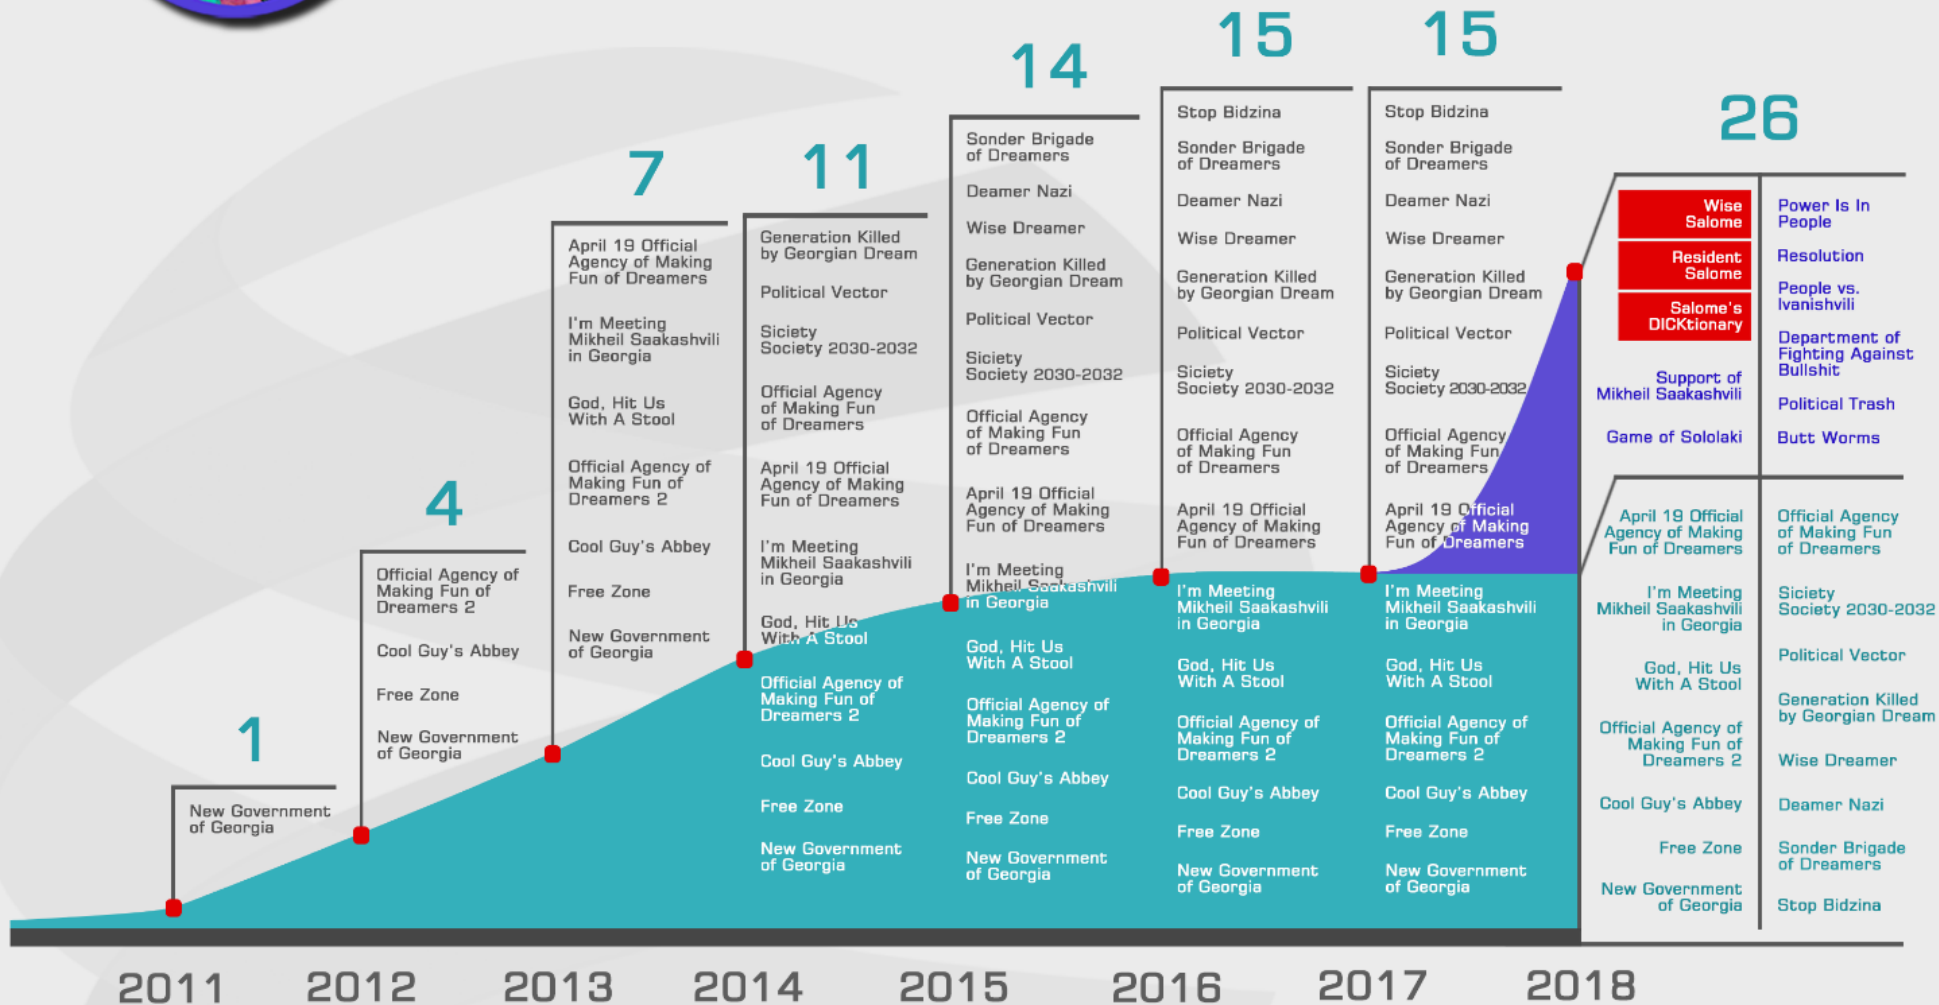 1
New Government
of Georgia
4
Official Agency of
Making Fun of
Dreamers 2
Cool Guy's Abbey
Free Zone
New Government
of Georgia
7
April 19 Official
Agency of Making
Fun of Dreamers
I'm Meeting
Mikheil Saakashvili
in Georgia
God, Hit Us
With A Stool
Official Agency of
Making Fun of
Dreamers 2
Cool Guy's Abbey
Free Zone
New Government
of Georgia
11
Generation Killed
by Georgian Dream
Political Vector
Siciety
Society 2030-2032
Official Agency
of Making Fun
of Dreamers
April 19 Official
Agency of Making
Fun of Dreamers
I'm Meeting
Mikheil Saakashvili
in Georgia
God, Hit Us
With A Stool
Official Agency of
Making Fun of
Dreamers 2
Cool Guy's Abbey
Free Zone
New Government
of Georgia
14
Sonder Brigade
of Dreamers
Deamer Nazi
Wise Dreamer
Generation Killed
by Georgian Dream
Political Vector
Siciety
Society 2030-2032
Official Agency
of Making Fun
of Dreamers
April 19 Official
Agency of Making
Fun of Dreamers
I'm Meeting
Mikheil Saakashvili
in Georgia
God, Hit Us
With A Stool
Official Agency of
Making Fun of
Dreamers 2
Cool Guy's Abbey
Free Zone
New Government
of Georgia
15
Stop Bidzina
Sonder Brigade
of Dreamers
Deamer Nazi
Wise Dreamer
Generation Killed
by Georgian Dream
Political Vector
Siciety
Society 2030-2032
Official Agency
of Making Fun
of Dreamers
April 19 Official
Agency of Making
Fun of Dreamers
I'm Meeting
Mikheil Saakashvili
in Georgia
God, Hit Us
With A Stool
Official Agency of
Making Fun of
Dreamers 2
Cool Guy's Abbey
Free Zone
New Government
of Georgia
15
Stop Bidzina
Sonder Brigade
of Dreamers
Deamer Nazi
Wise Dreamer
Generation Killed
by Georgian Dream
Political Vector
Siciety
Society 2030-2032
Official Agency
of Making Fun
of Dreamers
April 19 Official
Agency of Making
Fun of Dreamers
I'm Meeting
Mikheil Saakashvili
in Georgia
God, Hit Us
With A Stool
Official Agency of
Making Fun of
Dreamers 2
Cool Guy's Abbey
Free Zone
New Government
of Georgia
26
Wise
Salome
Resident
Salome
Salome's
DICKtionary
Support of
Mikheil Saakashvili
Game of Sololaki
Power Is In
People
Resolution
People vs.
Ivanishvili
Department of
Fighting Against
Bullshit
Political Trash
Butt Worms
April 19 Official
Agency of Making
Fun of Dreamers
I'm Meeting
Mikheil Saakashvili
in Georgia
God, Hit Us
With A Stool
Official Agency of
Making Fun of
Dreamers 2
Cool Guy's Abbey
Free Zone
New Government
of Georgia
Official Agency
of Making Fun
of Dreamers
Siciety
Society 2030-2032
Political Vector
Generation Killed
by Georgian Dream
Wise Dreamer
Deamer Nazi
Sonder Brigade
of Dreamers
Stop Bidzina
2011
2012
2013
2014
2015
2016
2017
2018